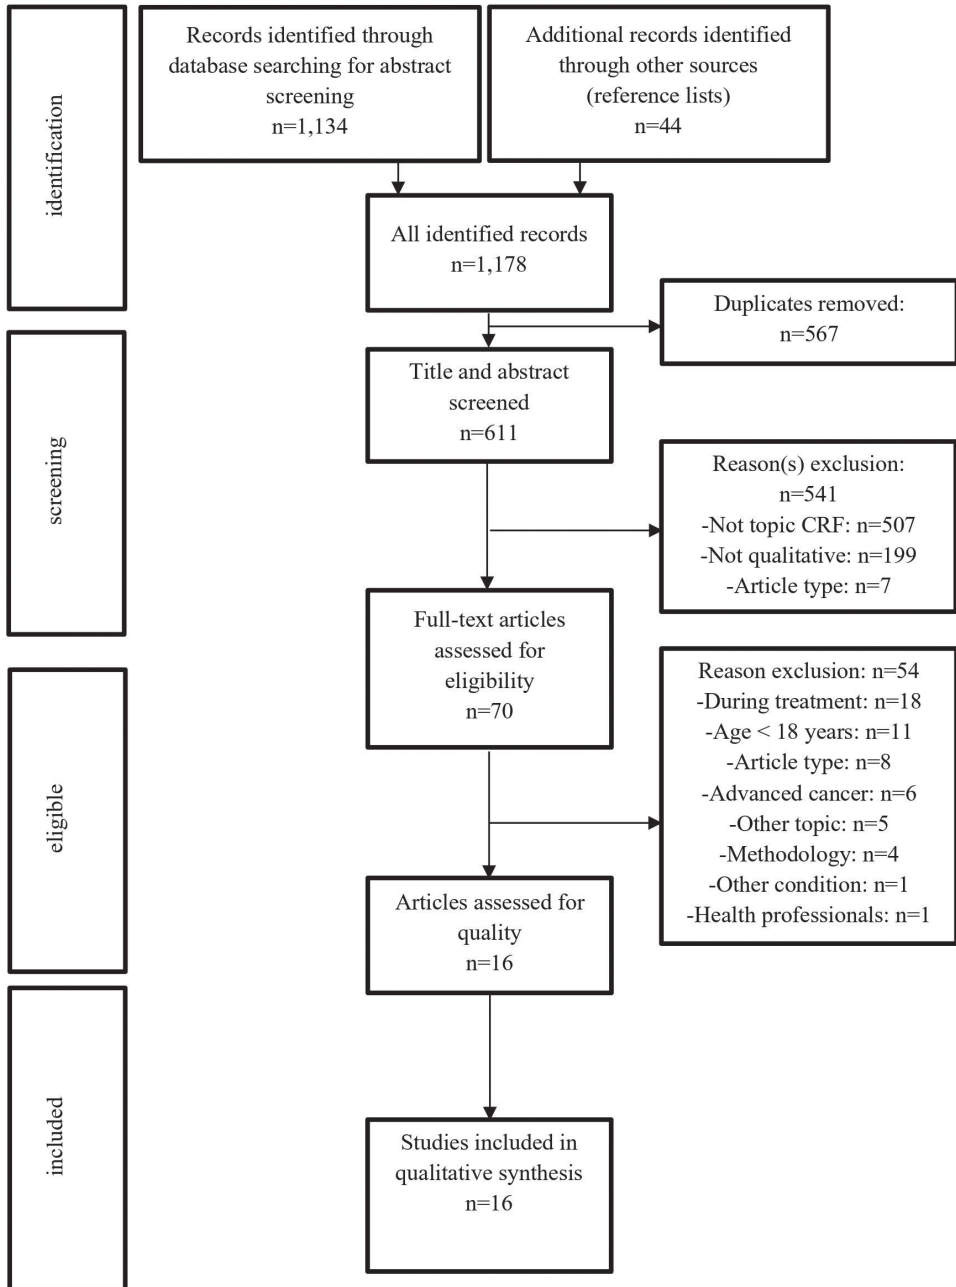 identification
Records identified through
database searching for abstract
screening
n=1,134
Additional records identified
through other sources
(reference lists)
n=44
All identified records
n=1,178
Duplicates removed:
n=567
screening
Title and abstract
screened
n=611
Reason(s) exclusion:
n=541
-Not topic CRF: n=507
-Not qualitative: n=199
-Article type: n=7
Full-text articles
assessed for
eligibility
n=70
eligible
Reason exclusion: n=54
-During treatment: n=18
-Age < 18 years: n=11
-Article type: n=8
-Advanced cancer: n=6
-Other topic: n=5
-Methodology: n=4
-Other condition: n=1
-Health professionals: n=1
Articles assessed for
quality
n=16
included
Studies included in
qualitative synthesis
n=16